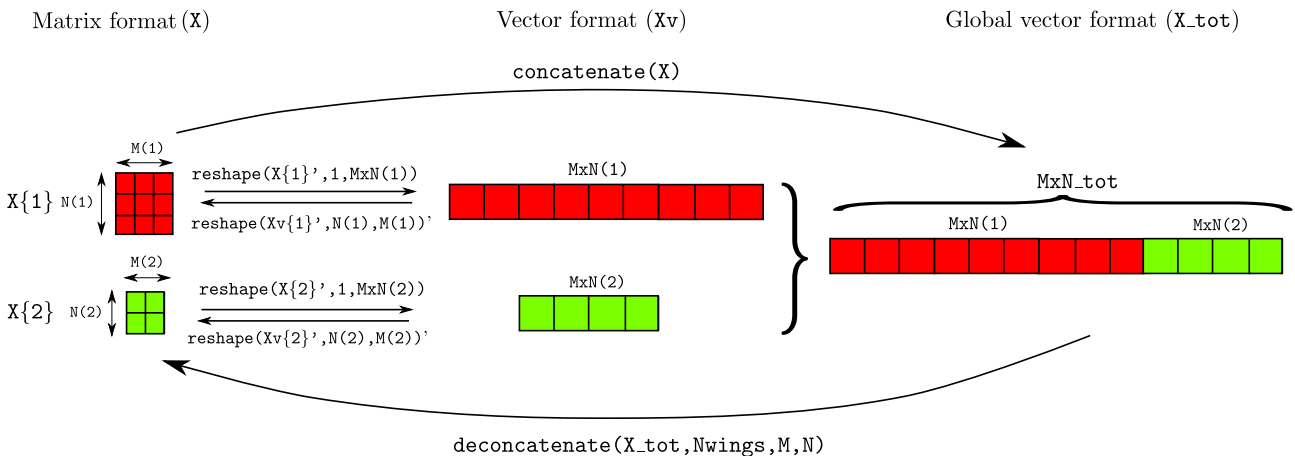 Matrix format (X)
Vector format (Xv)
Global vector format (X_tot)
concatenate(X)
M(1)
X{1}
N(1)
reshape(X{1}',1,MxN(1))
reshape(Xv{1}',N(1),M(1))'
MxN(1)
MxN_tot
MxN(1)
MxN(2)
M(2)
X{2}
N(2)
reshape(X{2}',1,MxN(2))
reshape(Xv{2}',N(2),M(2))'
MxN(2)
deconcatenate(X_tot,Nwings,M,N)